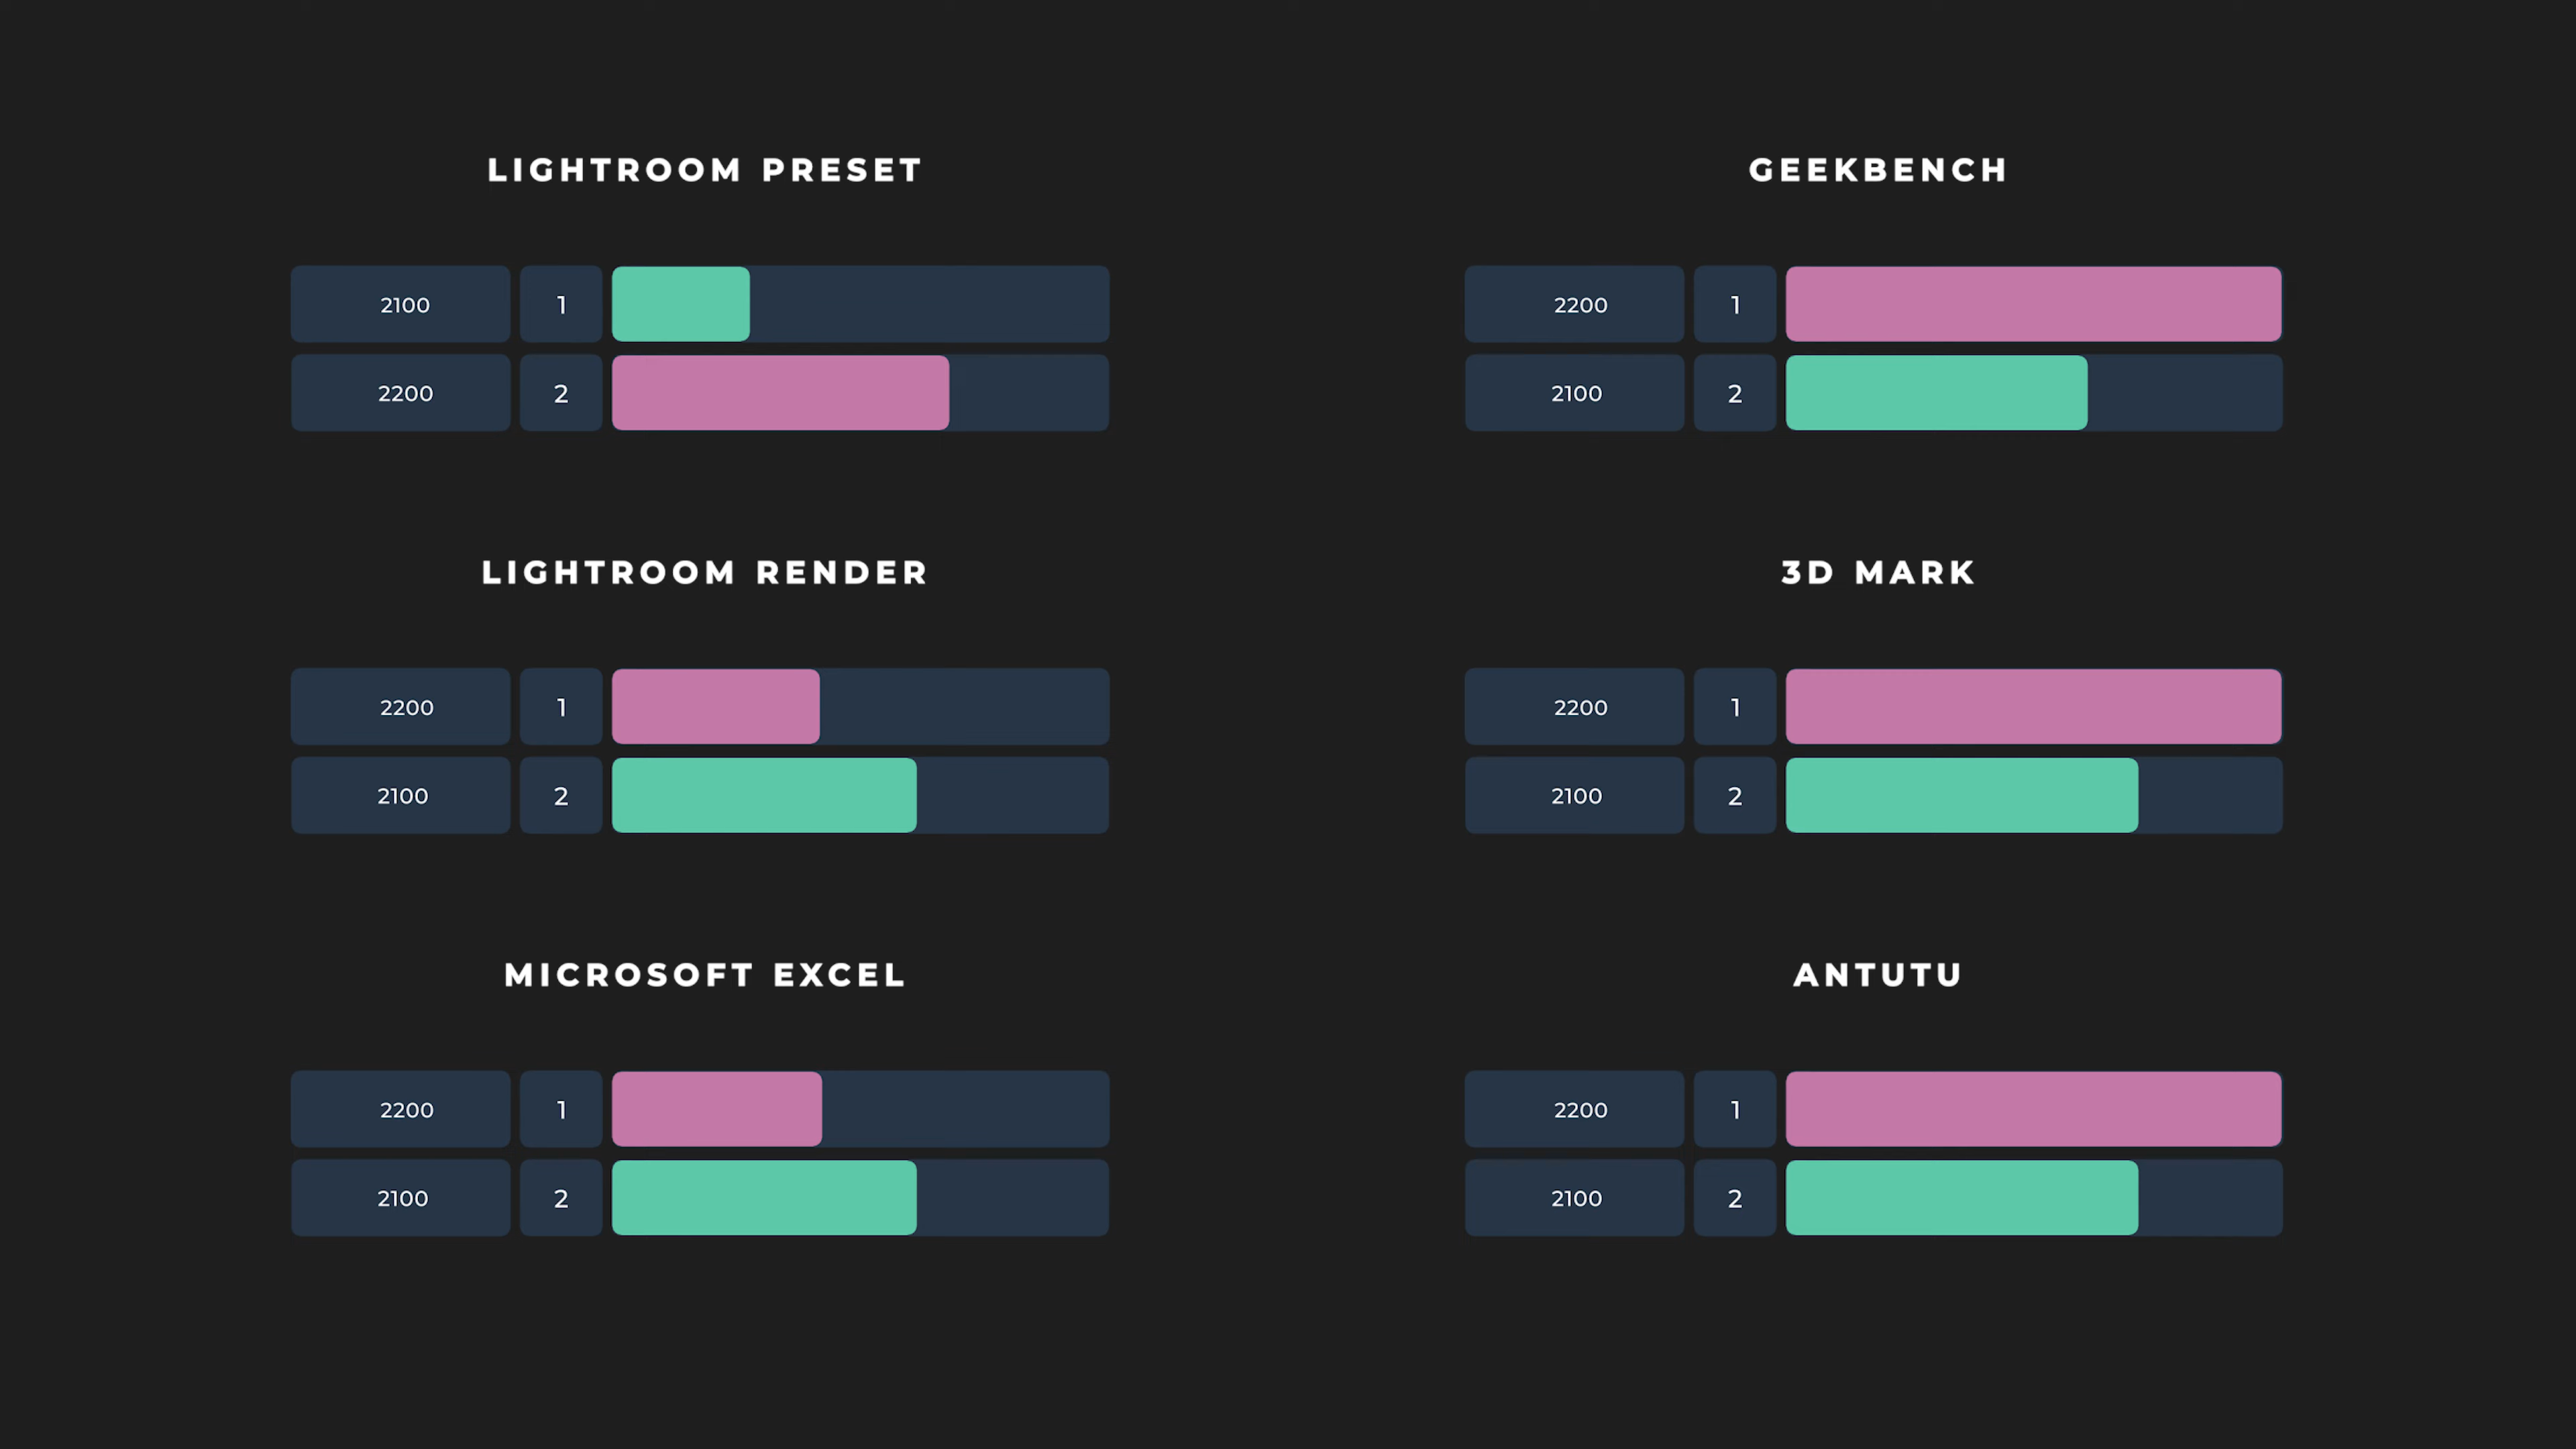 LIGHTROOM PRESET
2100 1
2200 2
GEEKBENCH
2200 1
2100 2
LIGHTROOM RENDER
2200 1
2100 2
3D MARK
2200 1
2100 2
MICROSOFT EXCEL
2200 1
2100 2
ANTUTU
2200 1
2100 2